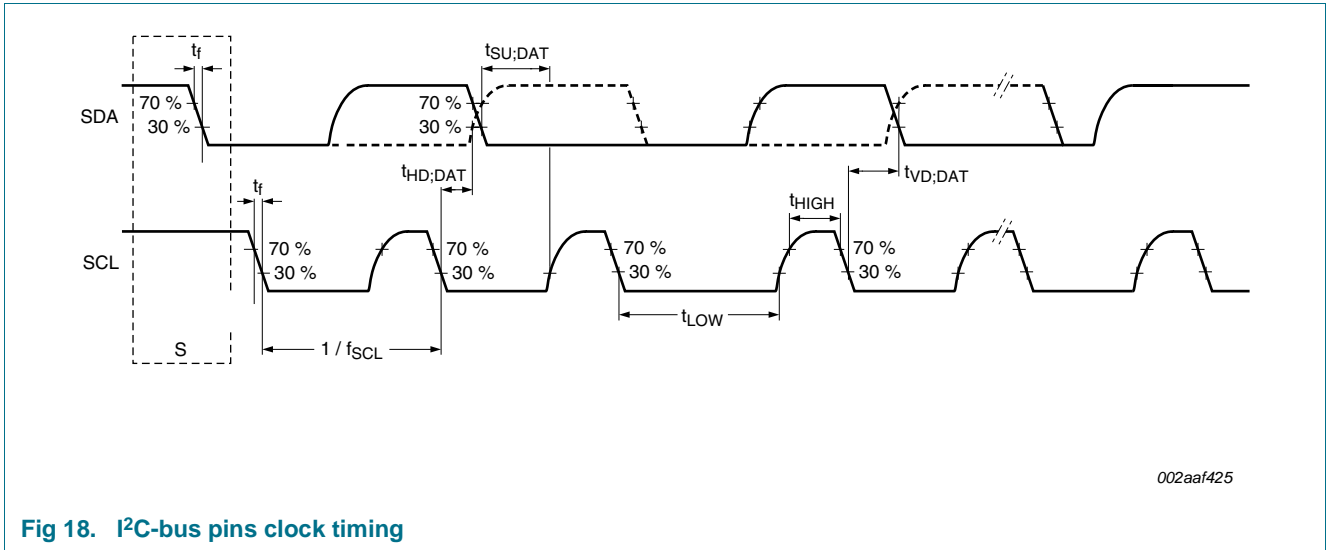 tf
tSU;DAT
SDA
70 %
30 %
70 %
30 %
tHD;DAT
tVD;DAT
tf
tHIGH
SCL
70 %
30 %
70 %
30 %
70 %
30 %
70 %
30 %
tLOW
S
1 / fSCL
002aaf425
Fig 18. I²C-bus pins clock timing